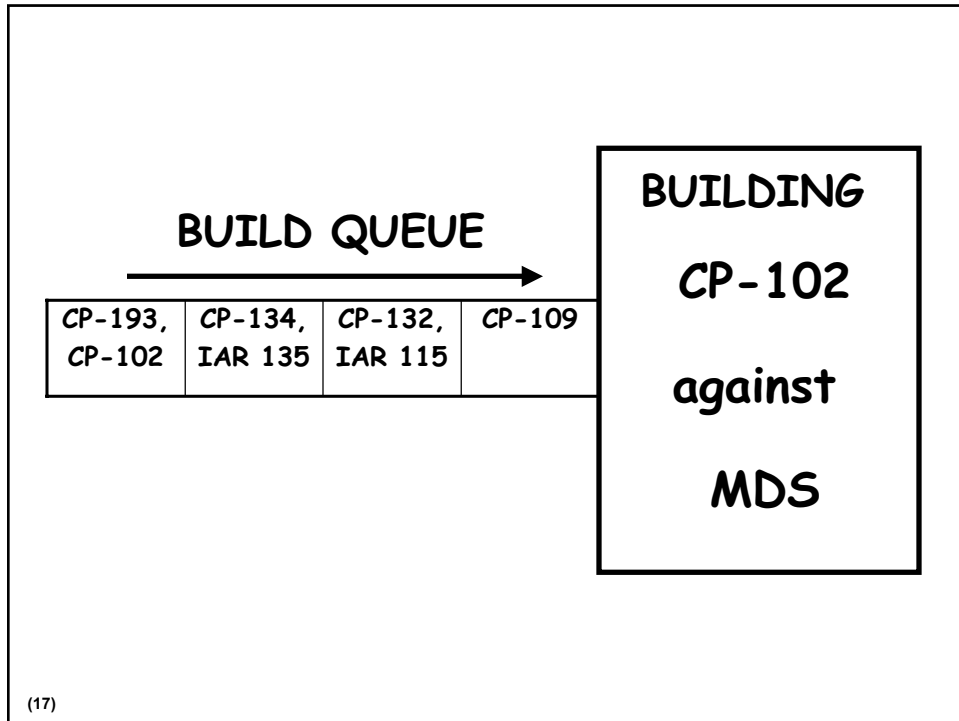 BUILD QUEUE
CP-193, CP-134, CP-132, CP-109
CP-102 IAR 135 IAR 115
BUILDING
CP-102
against
MDS
(17)